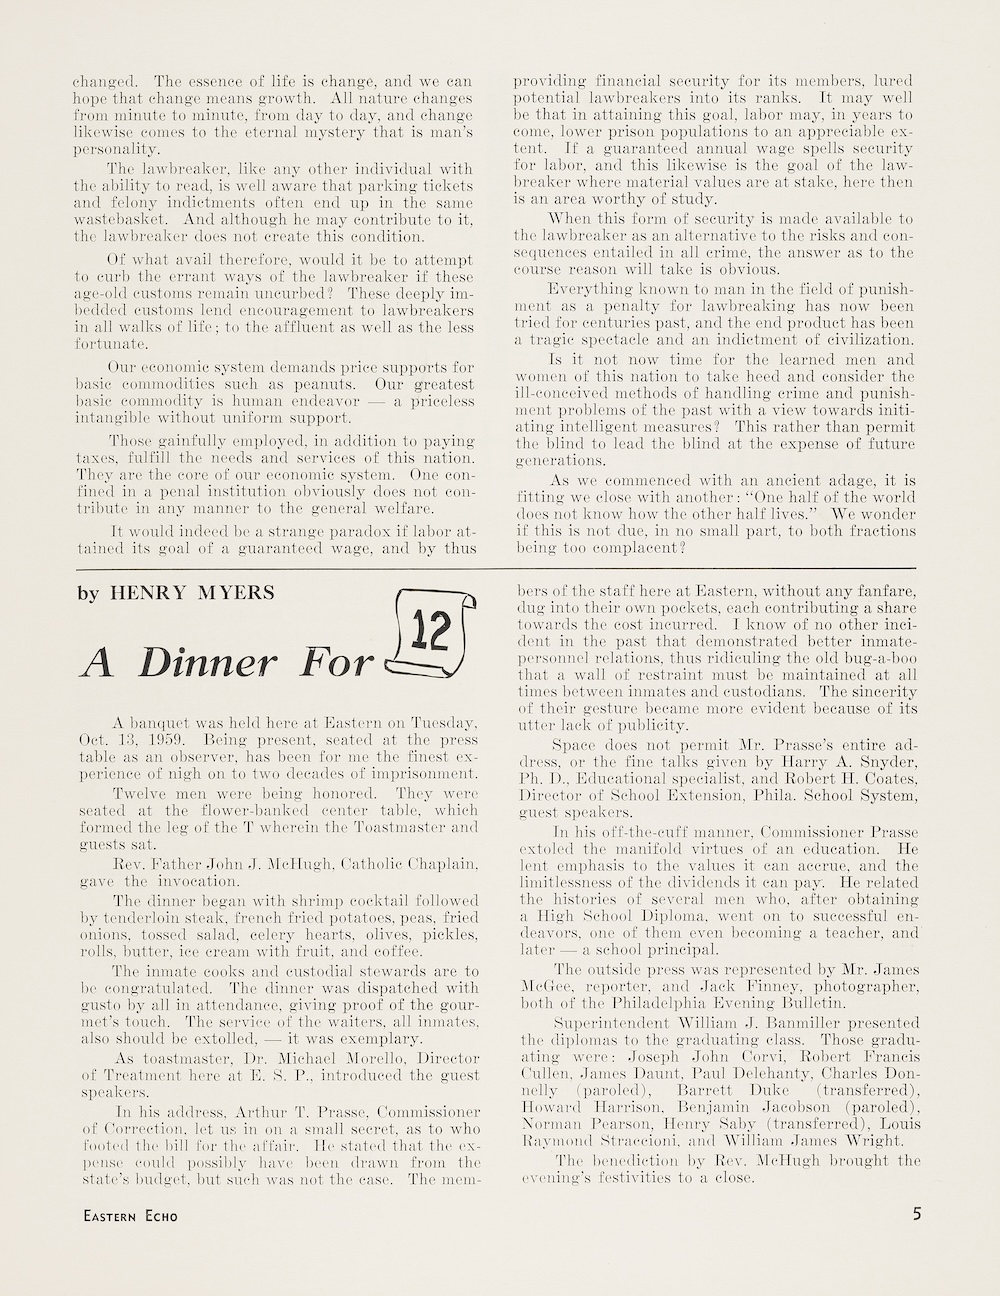 changed. The essence of life is change, and we can
hope that change means growth. All nature changes
from minute to minute, from day to day, and change
likewise comes to the eternal mystery that is man's
personality.
The lawbreaker, like any other individual with
the ability to read, is well aware that parking tickets
and felony indictments often end up in the same
wastebasket. And although he may contribute to it,
the lawbreaker does not create this condition.
Of what avail therefore, would it be to attempt
to curb the errant ways of the lawbreaker if these
age-old customs remain uncurbed? These deeply im-
bedded customs lend encouragement to lawbreakers
in all walks of life; to the affluent as well as the less
fortunate.
Our economic system demands price supports for
basic commodities such as peanuts. Our greatest
basic commodity is human endeavor — a priceless
intangible without uniform support.
Those gainfully employed, in addition to paying
taxes, fulfill the needs and services of this nation.
They are the core of our economic system. One con-
fined in a penal institution obviously does not con-
tribute in any manner to the general welfare.
It would indeed be a strange paradox if labor at-
tained its goal of a guaranteed wage, and by thus
providing financial security for its members, lured
potential lawbreakers into its ranks. It may well
be that in attaining this goal, labor may, in years to
come, lower prison populations to an appreciable ex-
tent. If a guaranteed annual wage spells security
for labor, and this likewise is the goal of the law-
breaker where material values are at stake, here then
is an area worthy of study.
When this form of security is made available to
the lawbreaker as an alternative to the risks and con-
sequences entailed in all crime, the answer as to the
course reason will take is obvious.
Everything known to man in the field of punish-
ment as a penalty for lawbreaking has now been
tried for centuries past, and the end product has been
a tragic spectacle and an indictment of civilization.
Is it not now time for the learned men and
women of this nation to take heed and consider the
ill-conceived methods of handling crime and punish-
ment problems of the past with a view towards initi-
ating intelligent measures? This rather than permit
the blind to lead the blind at the expense of future
generations.
As we commenced with an ancient adage, it is
fitting we close with another: "One half of the world
does not know how the other half lives." We wonder
if this is not due, in no small part, to both fractions
being too complacent?
by HENRY MYERS
A Dinner For 12
A banquet was held here at Eastern on Tuesday,
Oct. 13, 1959. Being present, seated at the press
table as an observer, has been for me the finest ex-
perience of nigh on to two decades of imprisonment.
Twelve men were being honored. They were
seated at the flower-banked center table, which
formed the leg of the T wherein the Toastmaster and
guests sat.
Rev. Father John J. McHugh, Catholic Chaplain,
gave the invocation.
The dinner began with shrimp cocktail followed
by tenderloin steak, french fried potatoes, peas, fried
onions, tossed salad, celery hearts, olives, pickles,
rolls, butter, ice cream with fruit, and coffee.
The inmate cooks and custodial stewards are to
be congratulated. The dinner was dispatched with
gusto by all in attendance, giving proof of the gour-
met's touch. The service of the waiters, all inmates,
also should be extolled, — it was exemplary.
As toastmaster, Dr. Michael Morello, Director
of Treatment here at E. S. P., introduced the guest
speakers.
In his address, Arthur T. Prasse, Commissioner
of Correction, let us in on a small secret, as to who
footed the bill for the affair. He stated that the ex-
pense could possibly have been drawn from the
state's budget, but such was not the case. The mem-
bers of the staff here at Eastern, without any fanfare,
dug into their own pockets, each contributing a share
towards the cost incurred. I know of no other inci-
dent in the past that demonstrated better inmate-
personnel relations, thus ridiculing the old bug-a-boo
that a wall of restraint must be maintained at all
times between inmates and custodians. The sincerity
of their gesture became more evident because of its
utter lack of publicity.
Space does not permit Mr. Prasse's entire ad-
dress, or the fine talks given by Harry A. Snyder,
Ph. D., Educational specialist, and Robert H. Coates,
Director of School Extension, Phila. School System,
guest speakers.
In his off-the-cuff manner, Commissioner Prasse
extoled the manifold virtues of an education. He
lent emphasis to the values it can accrue, and the
limitlessness of the dividends it can pay. He related
the histories of several men who, after obtaining
a High School Diploma, went on to successful en-
deavors, one of them even becoming a teacher, and
later — a school principal.
The outside press was represented by Mr. James
McGee, reporter, and Jack Finney, photographer,
both of the Philadelphia Evening Bulletin.
Superintendent William J. Banmiller presented
the diplomas to the graduating class. Those gradu-
ating were: Joseph John Corvi, Robert Francis
Cullen, James Daunt, Paul Delehanty, Charles Don-
nelly (paroled), Barrett Duke (transferred),
Howard Harrison, Benjamin Jacobson (paroled),
Norman Pearson, Henry Saby (transferred), Louis
Raymond Straccioni, and William James Wright.
The benediction by Rev. McHugh brought the
evening's festivities to a close.
EASTERN ECHO
5